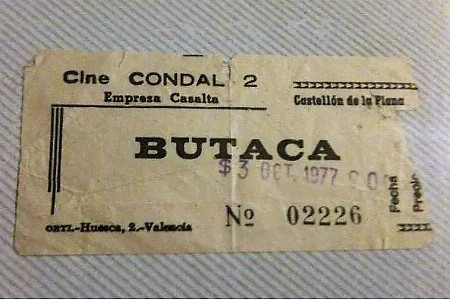 Cine CONDAL 2
Empresa Casalta
Castellón de la Plana
BUTACA
3 OCT. 1977
Fecha
Precio
Nº 02226
ORTZ.-Huesca, 2.-Valencia